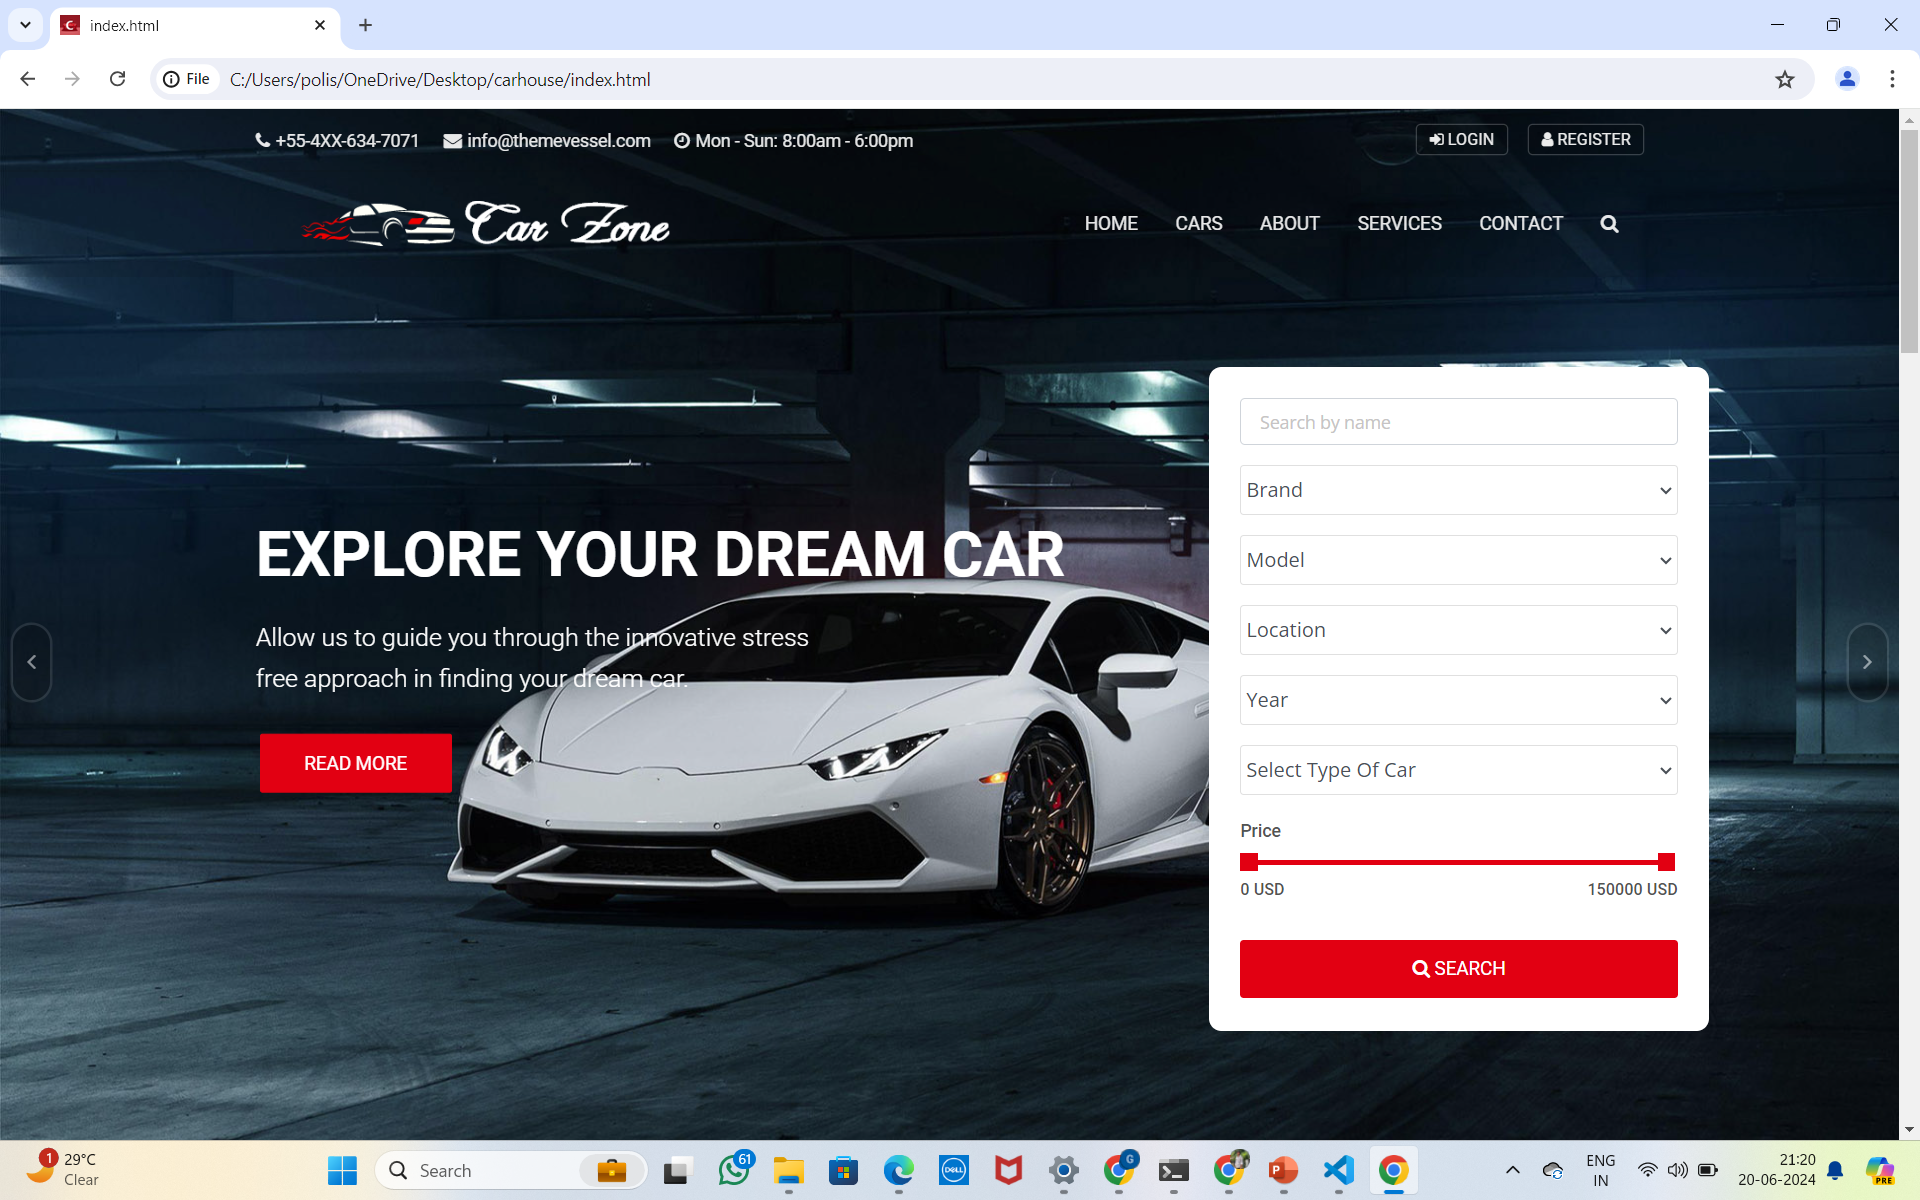 index.html
File
C:/Users/polis/OneDrive/Desktop/carhouse/index.html
+55-4XX-634-7071
info@themevessel.com
Mon - Sun: 8:00am - 6:00pm
LOGIN
REGISTER
Car Zone
HOME
CARS
ABOUT
SERVICES
CONTACT
EXPLORE YOUR DREAM CAR
Allow us to guide you through the innovative stress
free approach in finding your dream car.
READ MORE
Search by name
Brand
Model
Location
Year
Select Type Of Car
Price
0 USD
150000 USD
SEARCH
1
29°C
Clear
Search
61
DELL
G
P
ENG
IN
21:20
20-06-2024
PRE